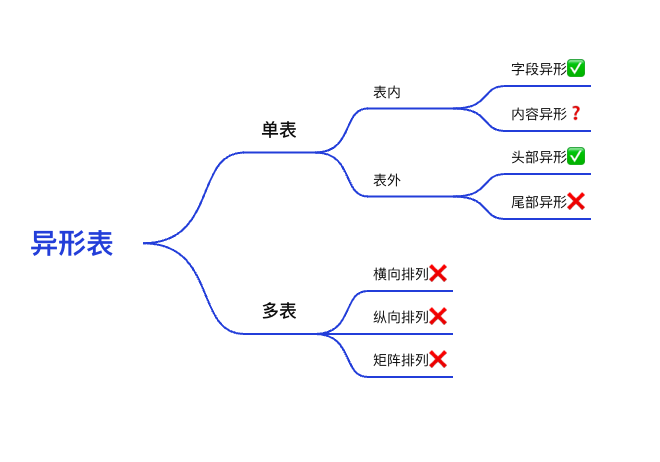 异形表
单表
表内
字段异形✅
内容异形❓
表外
头部异形✅
尾部异形❌
多表
横向排列❌
纵向排列❌
矩阵排列❌